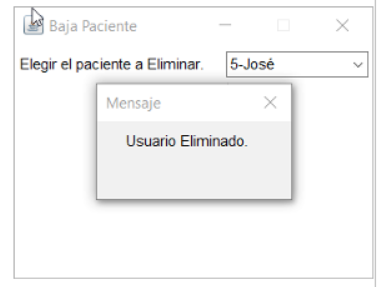 Baja Paciente
Elegir el paciente a Eliminar. 5-José
Mensaje
Usuario Eliminado.